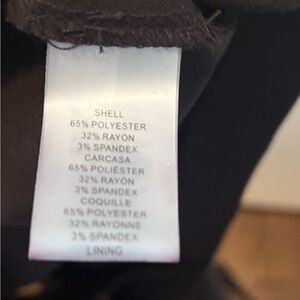 SHELL
65% POLYESTER
32% RAYON
3% SPANDEX
CARCASA
65% POLIESTER
32% RAYÓN
3% SPANDEX
COQUILLE
65% POLYESTER
32% RAYONNE
3% SPANDEX
LINING